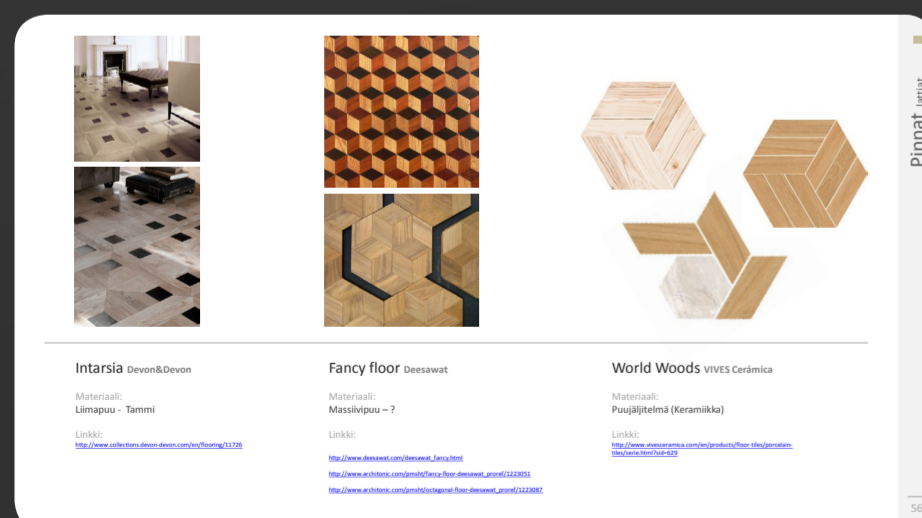 Intarsia Devon&Devon
Materiaali:
Liimapuu - Tammi
Linkki:
http://www.collections.devon-devon.com/en/flooring/11726
Fancy floor Deesawat
Materiaali:
Massiivipuu – ?
Linkki:
http://www.deesawat.com/deesawat_fancy.html
http://www.architonic.com/pmsht/fancy-floor-deesawat_proref/1223051
http://www.architonic.com/pmsht/octagonal-floor-deesawat_proref/1223087
World Woods VIVES Cerámica
Materiaali:
Puujäljitelmä (Keramiikka)
Linkki:
http://www.vivesceramica.com/en/products/floor-tiles/porcelain-
tiles/serie.html?sid=629
Pinnat lattiat
56